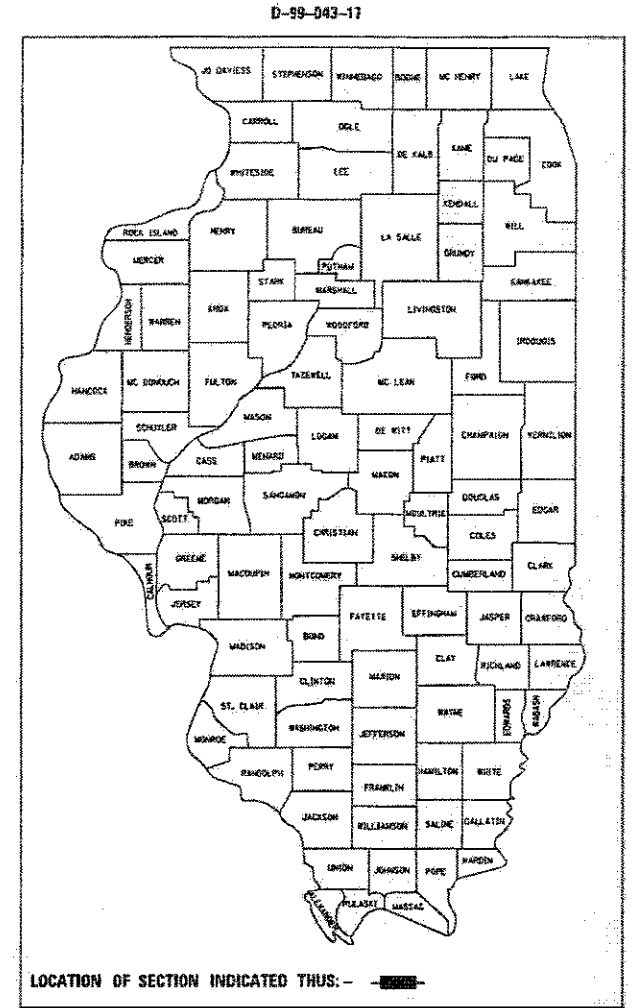 D-99-043-17
JO DAVIESS STEPHENSON WINNEBAGO BOONE MC HENRY LAKE
CARROLL OGLE
DE KALB KANE DU PAGE COOK
WHITESIDE LEE
KENDALL
ROCK ISLAND HENRY BUREAU LA SALLE GRUNDY WILL
MERCER PUTNAM
STARK MARSHALL KANKAKEE
HENDERSON WARREN KNOX PEORIA WOODFORD LIVINGSTON IROQUOIS
HANCOCK MC DONOUGH FULTON TAZEWELL MC LEAN FORD
SCHUYLER MASON LOGAN DE WITT CHAMPAIGN VERMILION
ADAMS BROWN CASS MENARD MACON PIATT
PIKE SCOTT MORGAN SANGAMON MOULTRIE DOUGLAS EDGAR
CHRISTIAN COLES
CALHOUN GREENE MACOUPIN MONTGOMERY SHELBY CUMBERLAND CLARK
JERSEY
FAYETTE EFFINGHAM JASPER CRAWFORD
MADISON BOND
CLAY RICHLAND LAWRENCE
CLINTON MARION
ST. CLAIR WAYNE EDWARDS WABASH
MONROE WASHINGTON JEFFERSON
RANDOLPH PERRY HAMILTON WHITE
FRANKLIN
JACKSON WILLIAMSON SALINE GALLATIN
UNION JOHNSON POPE HARDIN
ALEXANDER PULASKI MASSAC
LOCATION OF SECTION INDICATED THUS: -